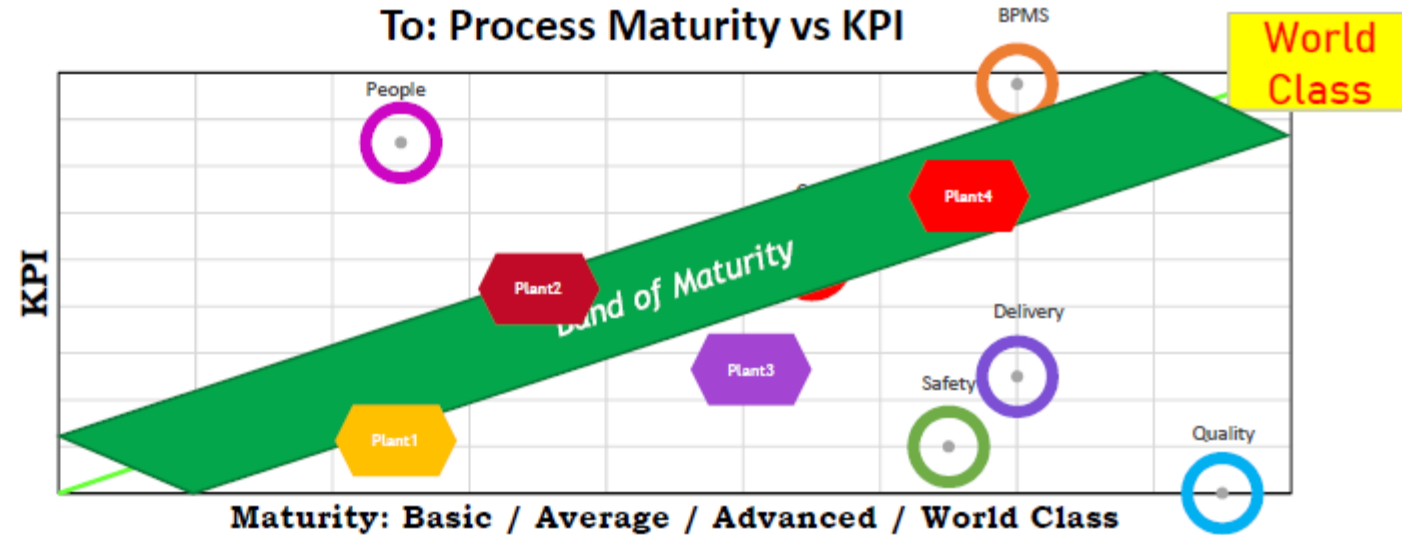 To: Process Maturity vs KPI
BPMS
World
Class
People
Plant4
KPI
Plant2
Band of Maturity
Delivery
Plant3
Safety
Plant1
Quality
Maturity: Basic / Average / Advanced / World Class